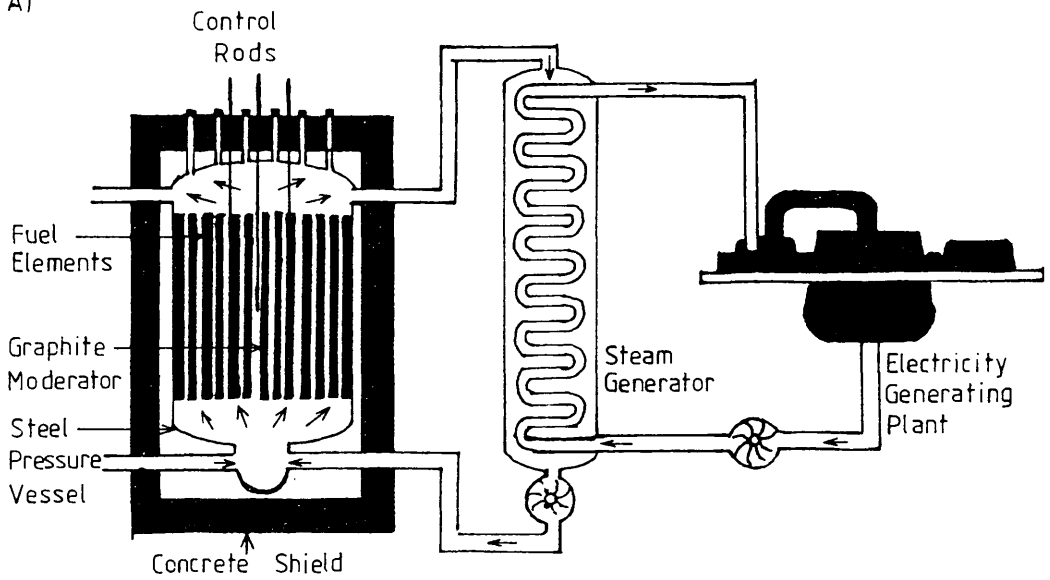 A)
Control
Rods
Fuel
Elements
Graphite
Moderator
Steel
Pressure
Vessel
Concrete Shield
Steam
Generator
Electricity
Generating
Plant